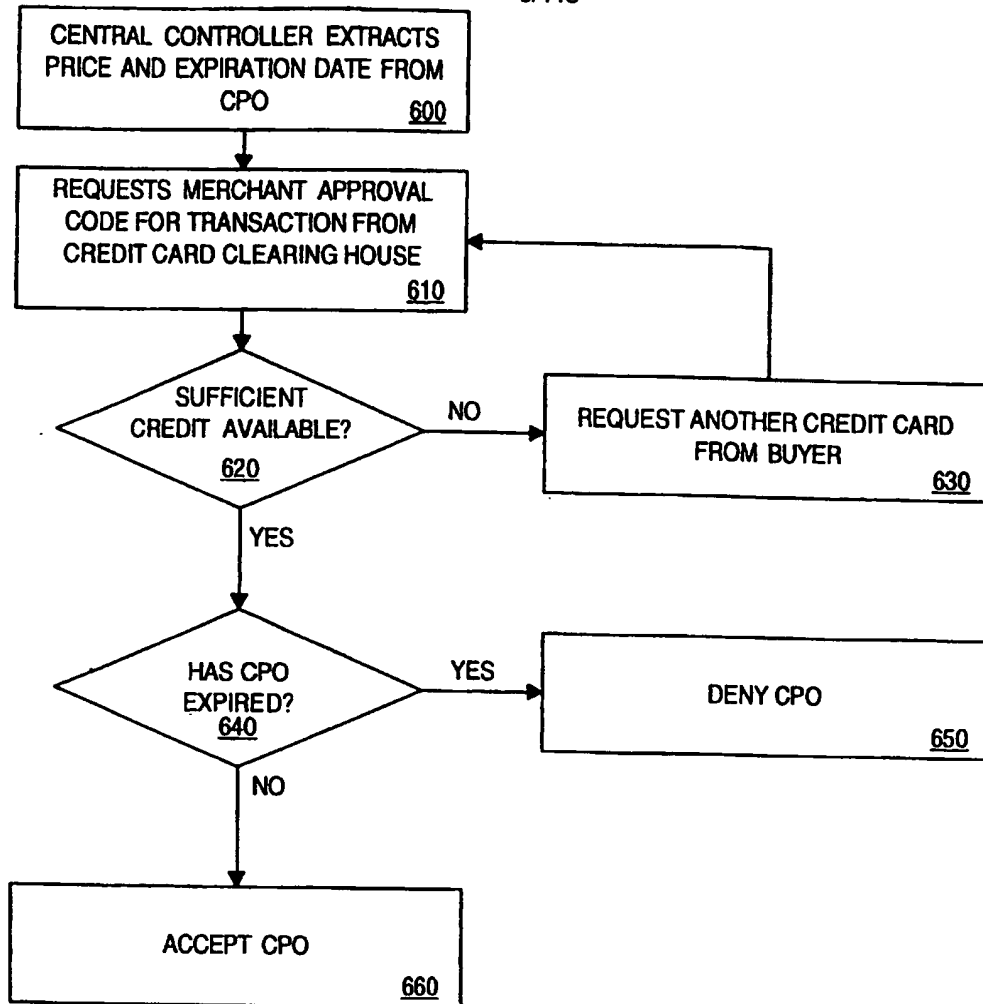 CENTRAL CONTROLLER EXTRACTS
PRICE AND EXPIRATION DATE FROM
CPO
600
REQUESTS MERCHANT APPROVAL
CODE FOR TRANSACTION FROM
CREDIT CARD CLEARING HOUSE
610
SUFFICIENT
CREDIT AVAILABLE?
620
NO
REQUEST ANOTHER CREDIT CARD
FROM BUYER
630
YES
HAS CPO
EXPIRED?
640
YES
DENY CPO
650
NO
ACCEPT CPO
660